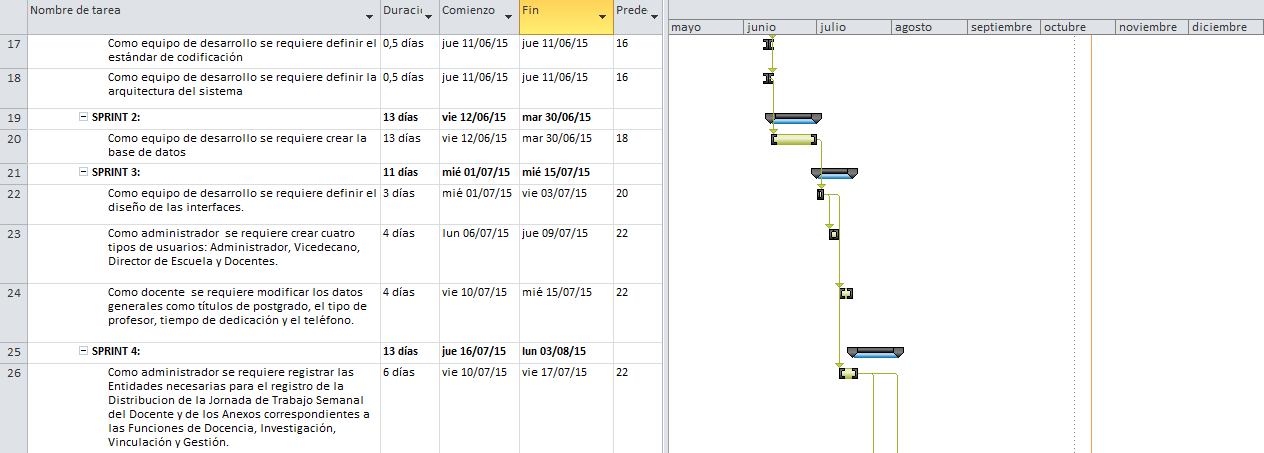 Nombre de tarea Duracic Comienzo Fin Prede
mayo junio julio agosto septiembre octubre noviembre diciembre
17 Como equipo de desarrollo se requiere definir el 0,5 días jue 11/06/15 jue 11/06/15 16
estándar de codificación
18 Como equipo de desarrollo se requiere definir la 0,5 días jue 11/06/15 jue 11/06/15 16
arquitectura del sistema
19 SPRINT 2: 13 días vie 12/06/15 mar 30/06/15
20 Como equipo de desarrollo se requiere crear la 13 días vie 12/06/15 mar 30/06/15 18
base de datos
21 SPRINT 3: 11 días mié 01/07/15 mié 15/07/15
22 Como equipo de desarrollo se requiere definir el 3 días mié 01/07/15 vie 03/07/15 20
diseño de las interfaces.
23 Como administrador se requiere crear cuatro 4 días lun 06/07/15 jue 09/07/15 22
tipos de usuarios: Administrador, Vicedecano,
Director de Escuela y Docentes.
24 Como docente se requiere modificar los datos 4 días vie 10/07/15 mié 15/07/15 22
generales como títulos de postgrado, el tipo de
profesor, tiempo de dedicación y el teléfono.
25 SPRINT 4: 13 días jue 16/07/15 lun 03/08/15
26 Como administrador se requiere registrar las 6 días vie 10/07/15 vie 17/07/15 22
Entidades necesarias para el registro de la
Distribucion de la Jornada de Trabajo Semanal
del Docente y de los Anexos correspondientes a
las Funciones de Docencia, Investigación,
Vinculación y Gestión.